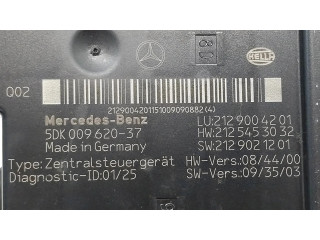 18
HELLA
002
2129004201151009090882(4)
Mercedes-Benz LU:212 900 42 01
5DK 009 620-37 HW:212 545 30 32
Made in Germany SW:212 902 12 01
Type: Zentralsteuergerät HW-Vers.: 08/44/00
Diagnostic-ID:01/25 SW-Vers.: 09/35/03